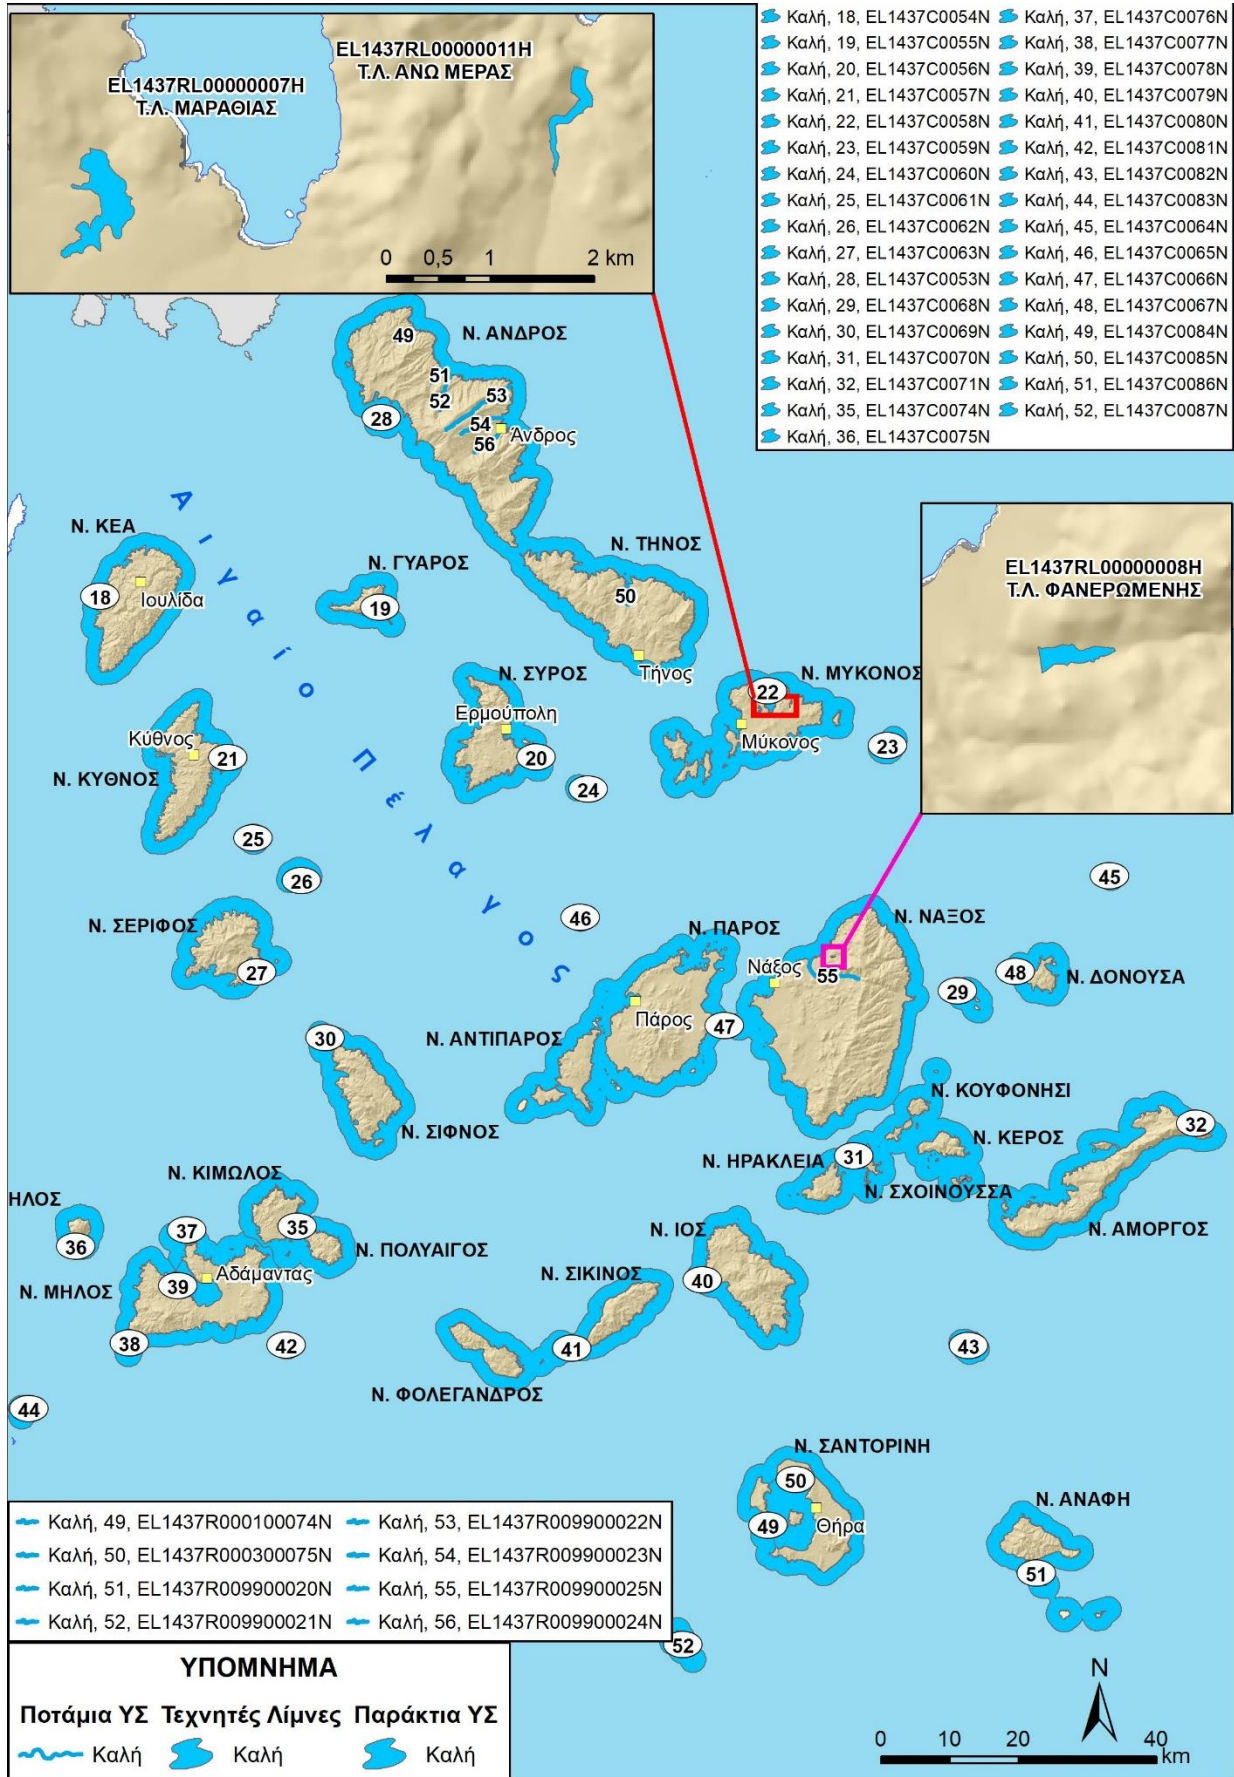 EL1437RL00000011H
Τ.Λ. ΑΝΩ ΜΕΡΑΣ
EL1437RL00000007H
Τ.Λ. ΜΑΡΑΘΙΑΣ
0 0,5 1 2 km
Καλή, 18, EL1437C0054N Καλή, 37, EL1437C0076N
Καλή, 19, EL1437C0055N Καλή, 38, EL1437C0077N
Καλή, 20, EL1437C0056N Καλή, 39, EL1437C0078N
Καλή, 21, EL1437C0057N Καλή, 40, EL1437C0079N
Καλή, 22, EL1437C0058N Καλή, 41, EL1437C0080N
Καλή, 23, EL1437C0059N Καλή, 42, EL1437C0081N
Καλή, 24, EL1437C0060N Καλή, 43, EL1437C0082N
Καλή, 25, EL1437C0061N Καλή, 44, EL1437C0083N
Καλή, 26, EL1437C0062N Καλή, 45, EL1437C0064N
Καλή, 27, EL1437C0063N Καλή, 46, EL1437C0065N
Καλή, 28, EL1437C0053N Καλή, 47, EL1437C0066N
Καλή, 29, EL1437C0068N Καλή, 48, EL1437C0067N
Καλή, 30, EL1437C0069N Καλή, 49, EL1437C0084N
Καλή, 31, EL1437C0070N Καλή, 50, EL1437C0085N
Καλή, 32, EL1437C0071N Καλή, 51, EL1437C0086N
Καλή, 35, EL1437C0074N Καλή, 52, EL1437C0087N
Καλή, 36, EL1437C0075N
49
Ν. ΑΝΔΡΟΣ
51
52
53
28
54
56
Άνδρος
EL1437RL00000008H
Τ.Λ. ΦΑΝΕΡΩΜΕΝΗΣ
Αιγαίο Πέλαγος
Ν. ΚΕΑ
18
Ιουλίδα
Ν. ΓΥΑΡΟΣ
19
Ν. ΤΗΝΟΣ
50
Τήνος
Ν. ΣΥΡΟΣ
Ερμούπολη
20
Ν. ΜΥΚΟΝΟΣ
22
Μύκονος
23
24
Κύθνος
21
Ν. ΚΥΘΝΟΣ
25
26
45
46
Ν. ΣΕΡΙΦΟΣ
27
Ν. ΠΑΡΟΣ
Ν. ΝΑΞΟΣ
Νάξος
55
29
48
Ν. ΔΟΝΟΥΣΑ
Πάρος
47
30
Ν. ΑΝΤΙΠΑΡΟΣ
Ν. ΣΙΦΝΟΣ
Ν. ΚΟΥΦΟΝΗΣΙ
Ν. ΚΕΡΟΣ
32
31
Ν. ΗΡΑΚΛΕΙΑ
Ν. ΣΧΟΙΝΟΥΣΣΑ
Ν. ΑΜΟΡΓΟΣ
Ν. ΚΙΜΩΛΟΣ
ΗΛΟΣ
36
37
35
Ν. ΠΟΛΥΑΙΓΟΣ
Ν. ΙΟΣ
Ν. ΜΗΛΟΣ
39
Αδάμαντας
Ν. ΣΙΚΙΝΟΣ
40
38
42
41
43
Ν. ΦΟΛΕΓΑΝΔΡΟΣ
44
Ν. ΣΑΝΤΟΡΙΝΗ
50
49
Θήρα
Ν. ΑΝΑΦΗ
51
52
Καλή, 49, EL1437R000100074N Καλή, 53, EL1437R009900022N
Καλή, 50, EL1437R000300075N Καλή, 54, EL1437R009900023N
Καλή, 51, EL1437R009900020N Καλή, 55, EL1437R009900025N
Καλή, 52, EL1437R009900021N Καλή, 56, EL1437R009900024N
ΥΠΟΜΝΗΜΑ
Ποτάμια ΥΣ Τεχνητές Λίμνες Παράκτια ΥΣ
Καλή Καλή Καλή
N
0 10 20 40
km